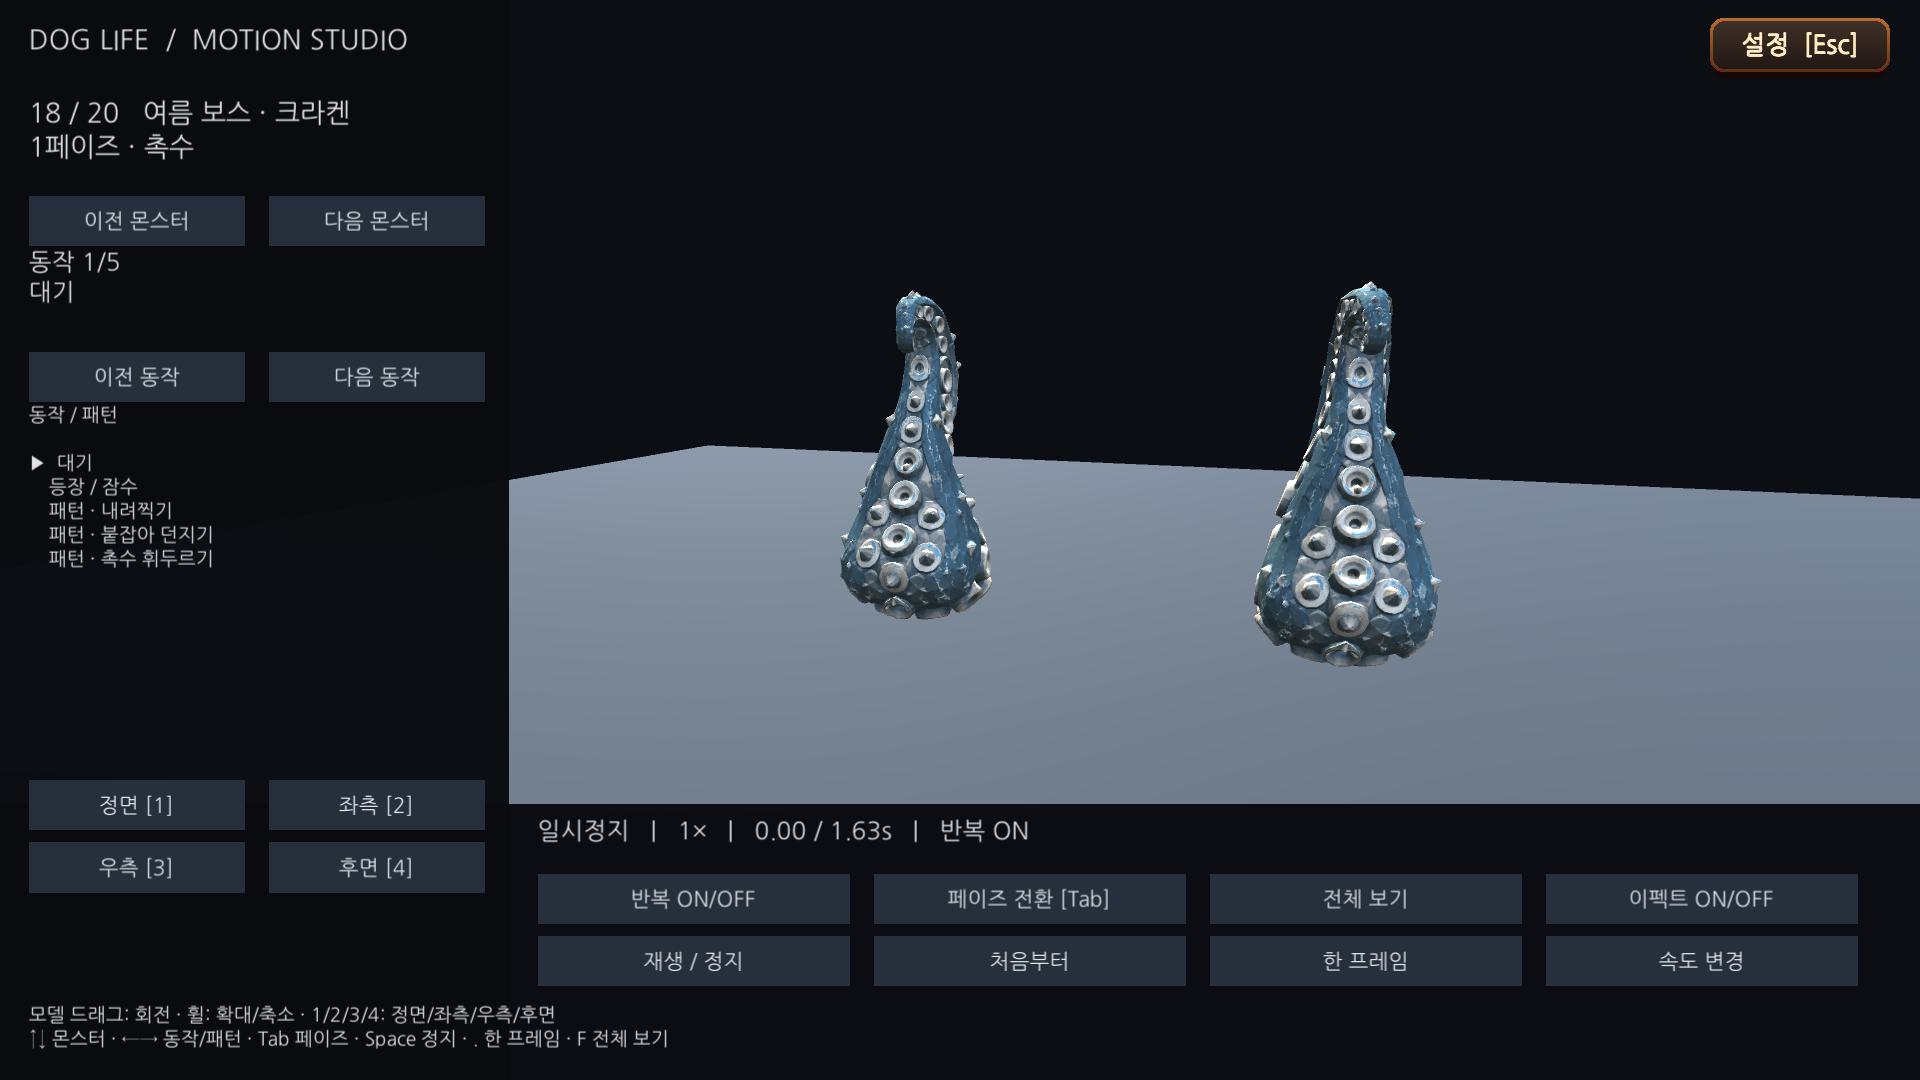 DOG LIFE / MOTION STUDIO
설정 [Esc]
18 / 20 여름 보스 · 크라켄
1페이즈 · 촉수
이전 몬스터
다음 몬스터
동작 1/5
대기
이전 동작
다음 동작
동작 / 패턴
▶ 대기
등장 / 잠수
패턴 · 내려찍기
패턴 · 붙잡아 던지기
패턴 · 촉수 휘두르기
정면 [1]
좌측 [2]
우측 [3]
후면 [4]
일시정지 | 1× | 0.00 / 1.63s | 반복 ON
반복 ON/OFF
페이즈 전환 [Tab]
전체 보기
이펙트 ON/OFF
재생 / 정지
처음부터
한 프레임
속도 변경
모델 드래그: 회전 · 휠: 확대/축소 · 1/2/3/4: 정면/좌측/우측/후면
↑↓ 몬스터 · ←→ 동작/패턴 · Tab 페이즈 · Space 정지 · . 한 프레임 · F 전체 보기